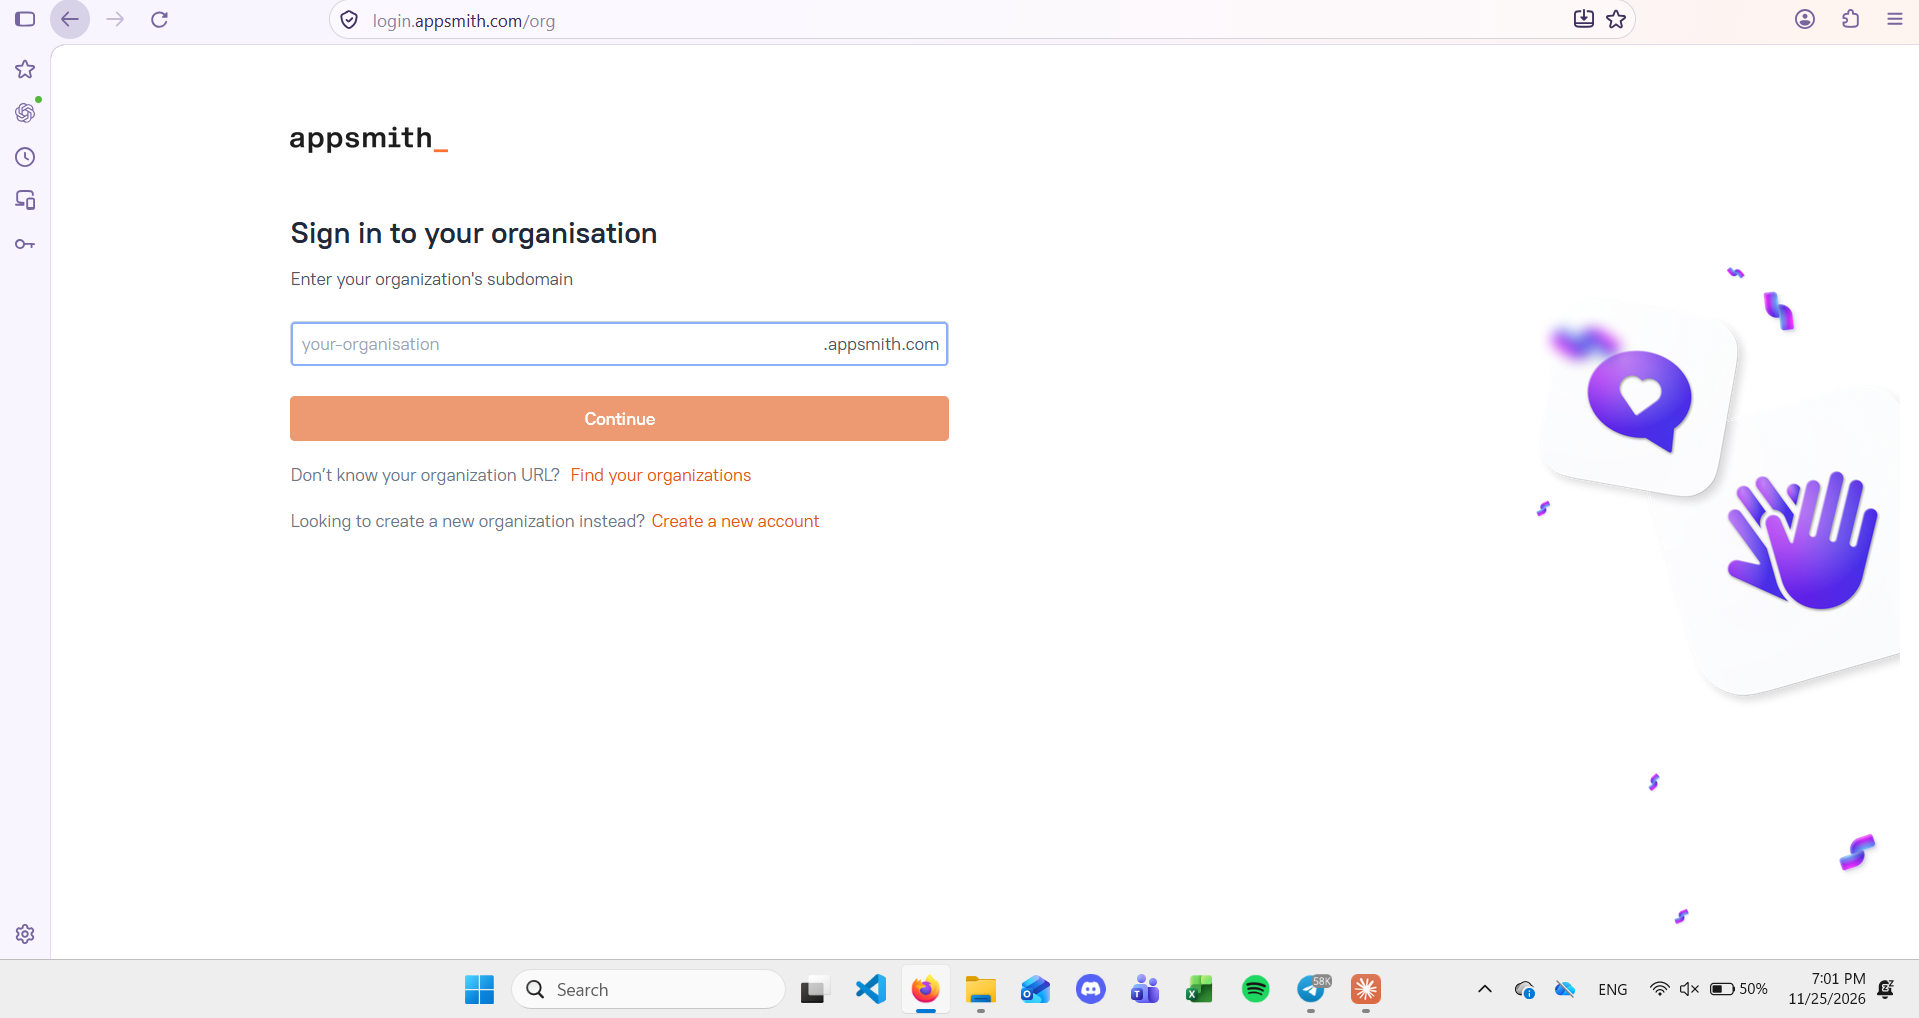 login.appsmith.com/org
appsmith_
Sign in to your organisation
Enter your organization's subdomain
your-organisation .appsmith.com
Continue
Don’t know your organization URL? Find your organizations
Looking to create a new organization instead? Create a new account
Search
58K
ENG
50%
7:01 PM
11/25/2026